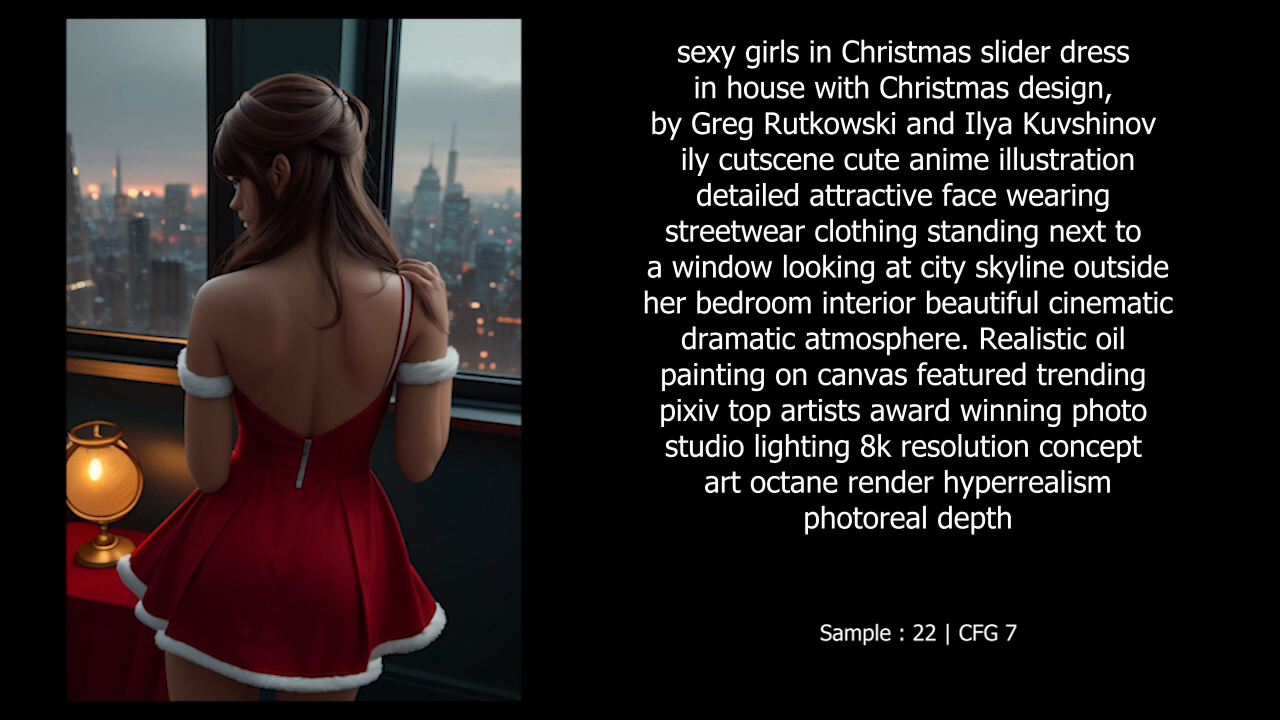 sexy girls in Christmas slider dress
in house with Christmas design,
by Greg Rutkowski and Ilya Kuvshinov
ily cutscene cute anime illustration
detailed attractive face wearing
streetwear clothing standing next to
a window looking at city skyline outside
her bedroom interior beautiful cinematic
dramatic atmosphere. Realistic oil
painting on canvas featured trending
pixiv top artists award winning photo
studio lighting 8k resolution concept
art octane render hyperrealism
photoreal depth
Sample : 22 | CFG 7